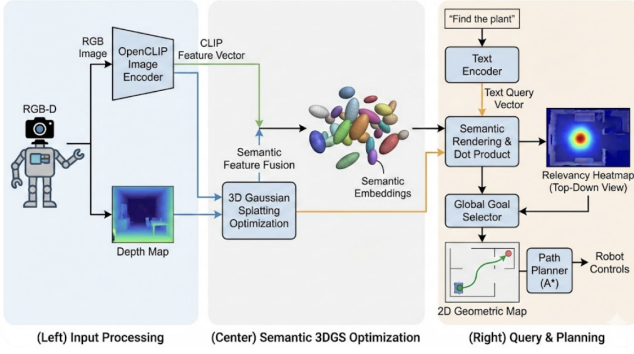 RGB-D
RGB
Image
OpenCLIP
Image
Encoder
CLIP
Feature Vector
Depth Map
Semantic
Feature Fusion
3D Gaussian
Splatting
Optimization
Semantic
Embeddings
"Find the plant"
Text
Encoder
Text Query
Vector
Semantic
Rendering &
Dot Product
Relevancy Heatmap
(Top-Down View)
Global Goal
Selector
2D Geometric Map
Path
Planner
(A*)
Robot
Controls
(Left) Input Processing
(Center) Semantic 3DGS Optimization
(Right) Query & Planning